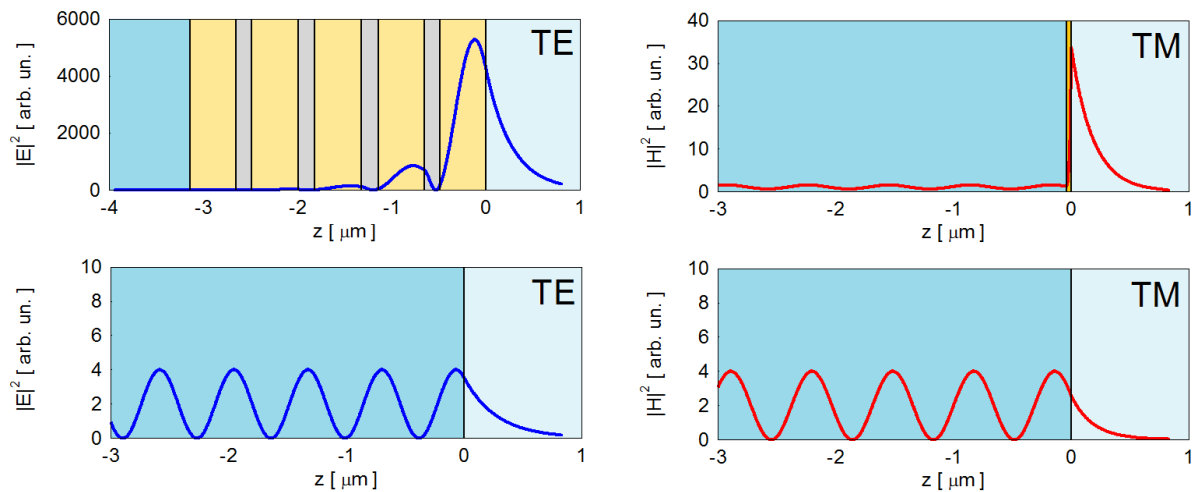 6000
4000
2000
0
|E|² [ arb. un. ]
TE
-4 -3 -2 -1 0 1
z [ μm ]
40
30
20
10
0
|H|² [ arb. un. ]
TM
-3 -2 -1 0 1
z [ μm ]
10
8
6
4
2
0
|E|² [ arb. un. ]
TE
-3 -2 -1 0 1
z [ μm ]
10
8
6
4
2
0
|H|² [ arb. un. ]
TM
-3 -2 -1 0 1
z [ μm ]